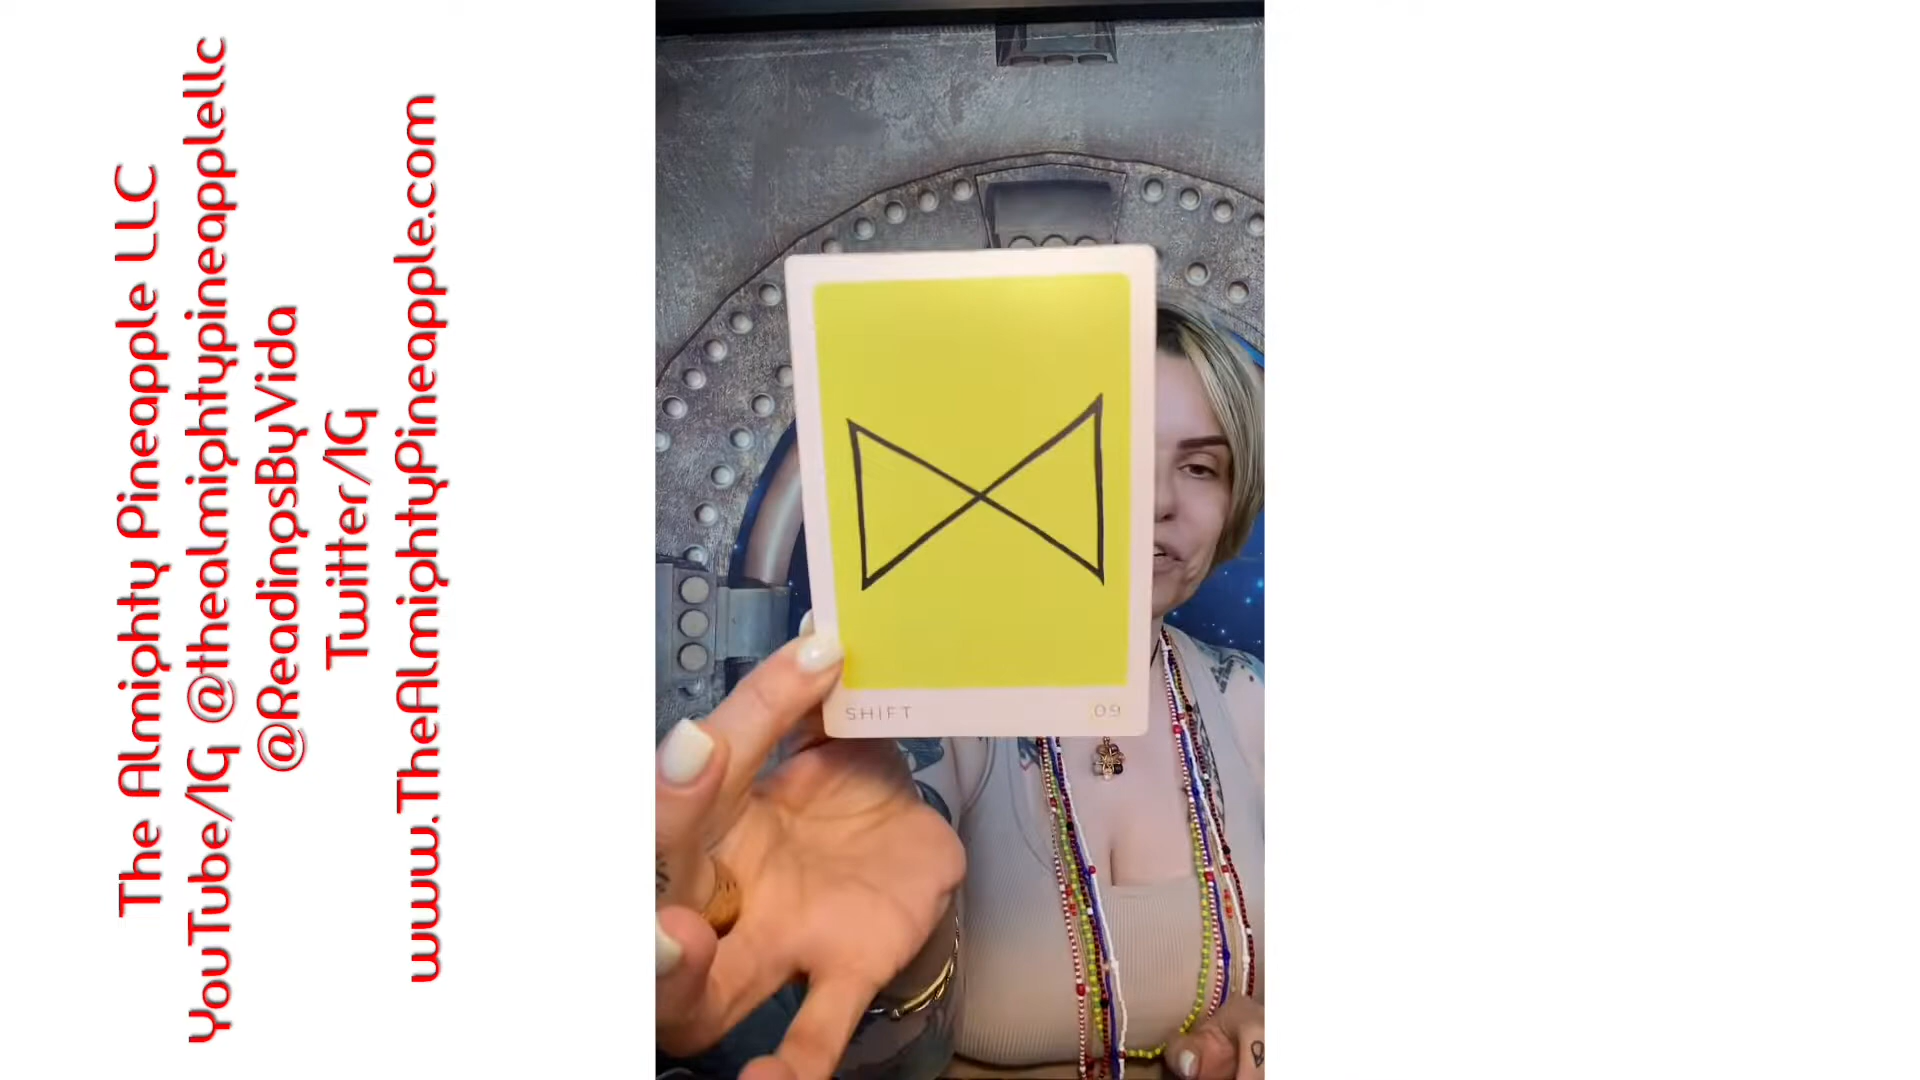 The Almighty Pineapple LLC
YouTube/IG @thealmightypineapplellc
@ReadingsByVida
Twitter/IG
www.TheAlmightyPineapple.com
SHIFT
09